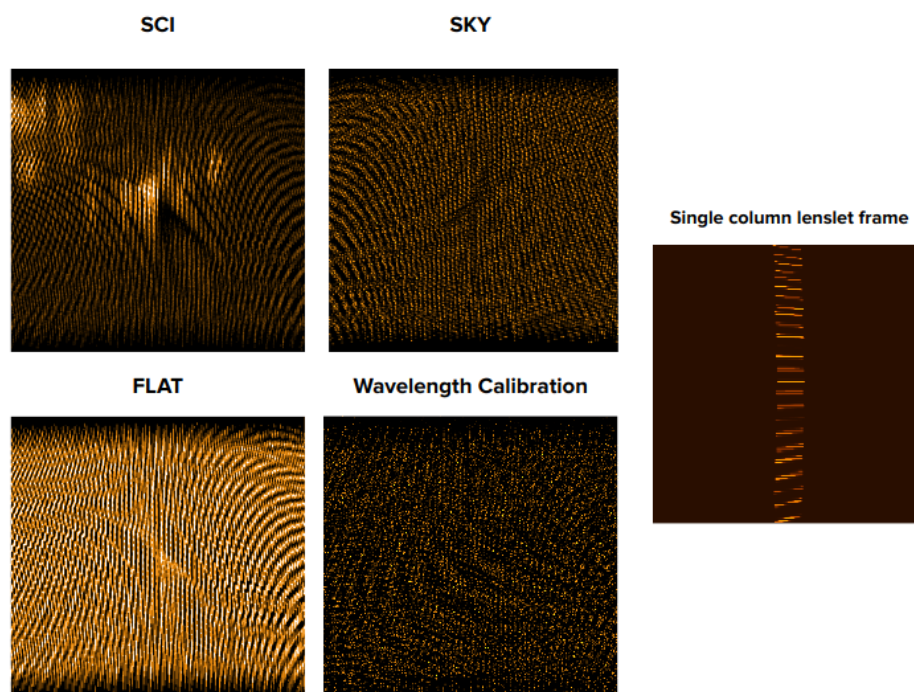 SCI
SKY
Single column lenslet frame
FLAT
Wavelength Calibration